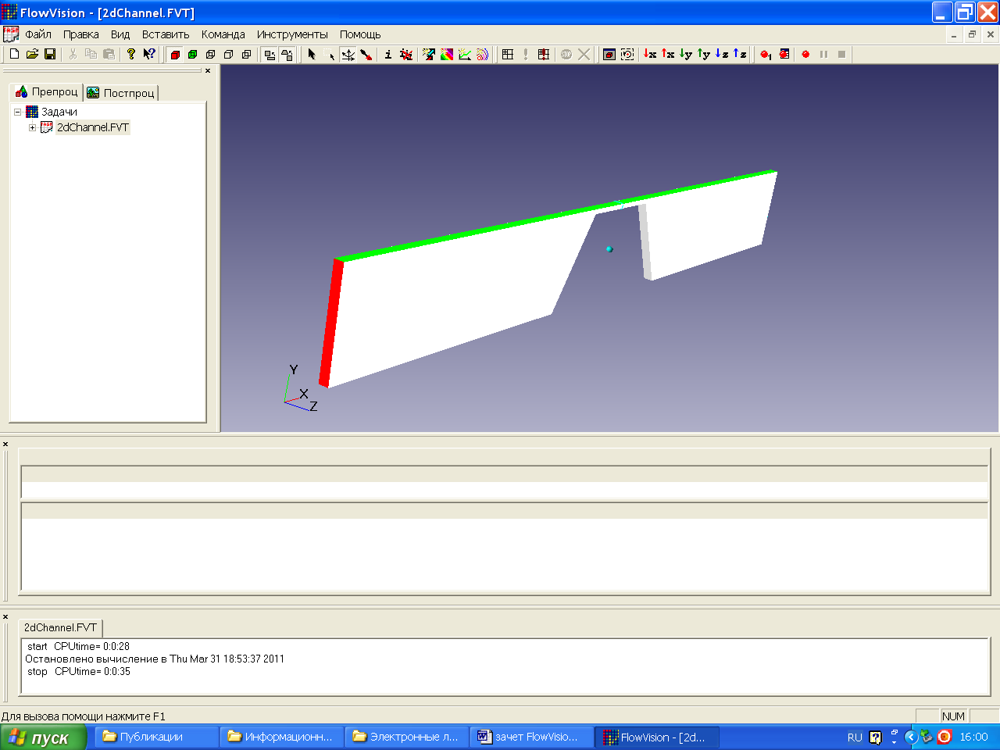 FlowVision - [2dChannel.FVT]
Файл Правка Вид Вставить Команда Инструменты Помощь
x x y y z z
Препроц Постпроц
Задачи
2dChannel.FVT
Y
X
Z
2dChannel.FVT
start CPUtime= 0:0:28
Остановлено вычисление в Thu Mar 31 18:53:37 2011
stop CPUtime= 0:0:35
Для вызова помощи нажмите F1
NUM
пуск Публикации Информационн... Электронные л... зачет FlowVisio... FlowVision - [2d... RU 16:00